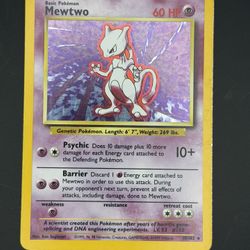 Basic Pokémon
Mewtwo 60 HP
Genetic Pokémon. Length: 6' 7", Weight: 269 lbs.
Psychic Does 10 damage plus 10 more
damage for each Energy card attached to
the Defending Pokémon.
10+
Barrier Discard 1 Energy card attached to
Mewtwo in order to use this attack. During
your opponent's next turn, prevent all effects of
attacks, including damage, done to Mewtwo.
weakness resistance retreat cost
A scientist created this Pokémon after years of horrific gene-
splicing and DNA engineering experiments.